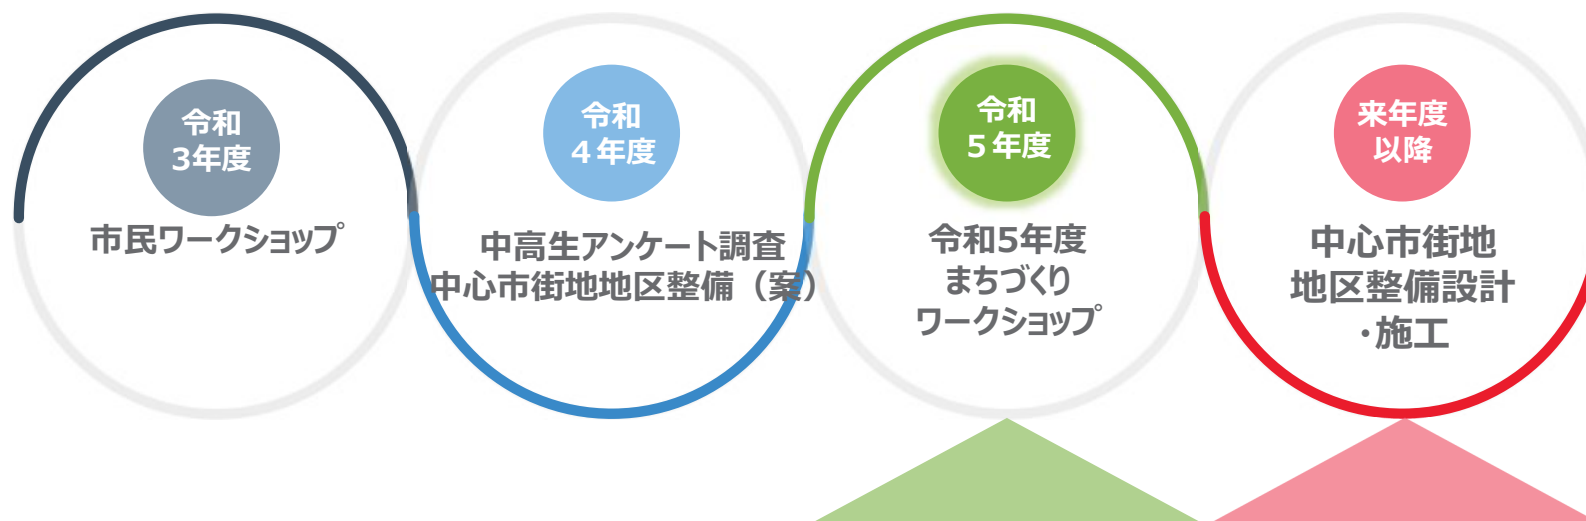 令和
3年度
市民ワークショップ
令和
４年度
中高生アンケート調査
中心市街地地区整備（案）
令和
５年度
令和5年度
まちづくり
ワークショップ
来年度
以降
中心市街地
地区整備設計
・施工